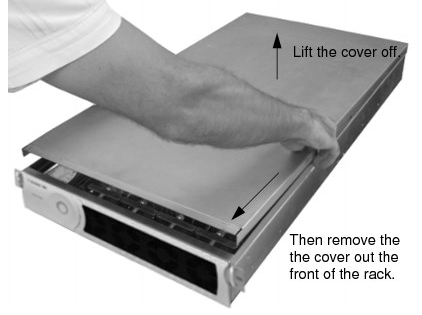 Lift the cover off.
Then remove the
the cover out the
front of the rack.